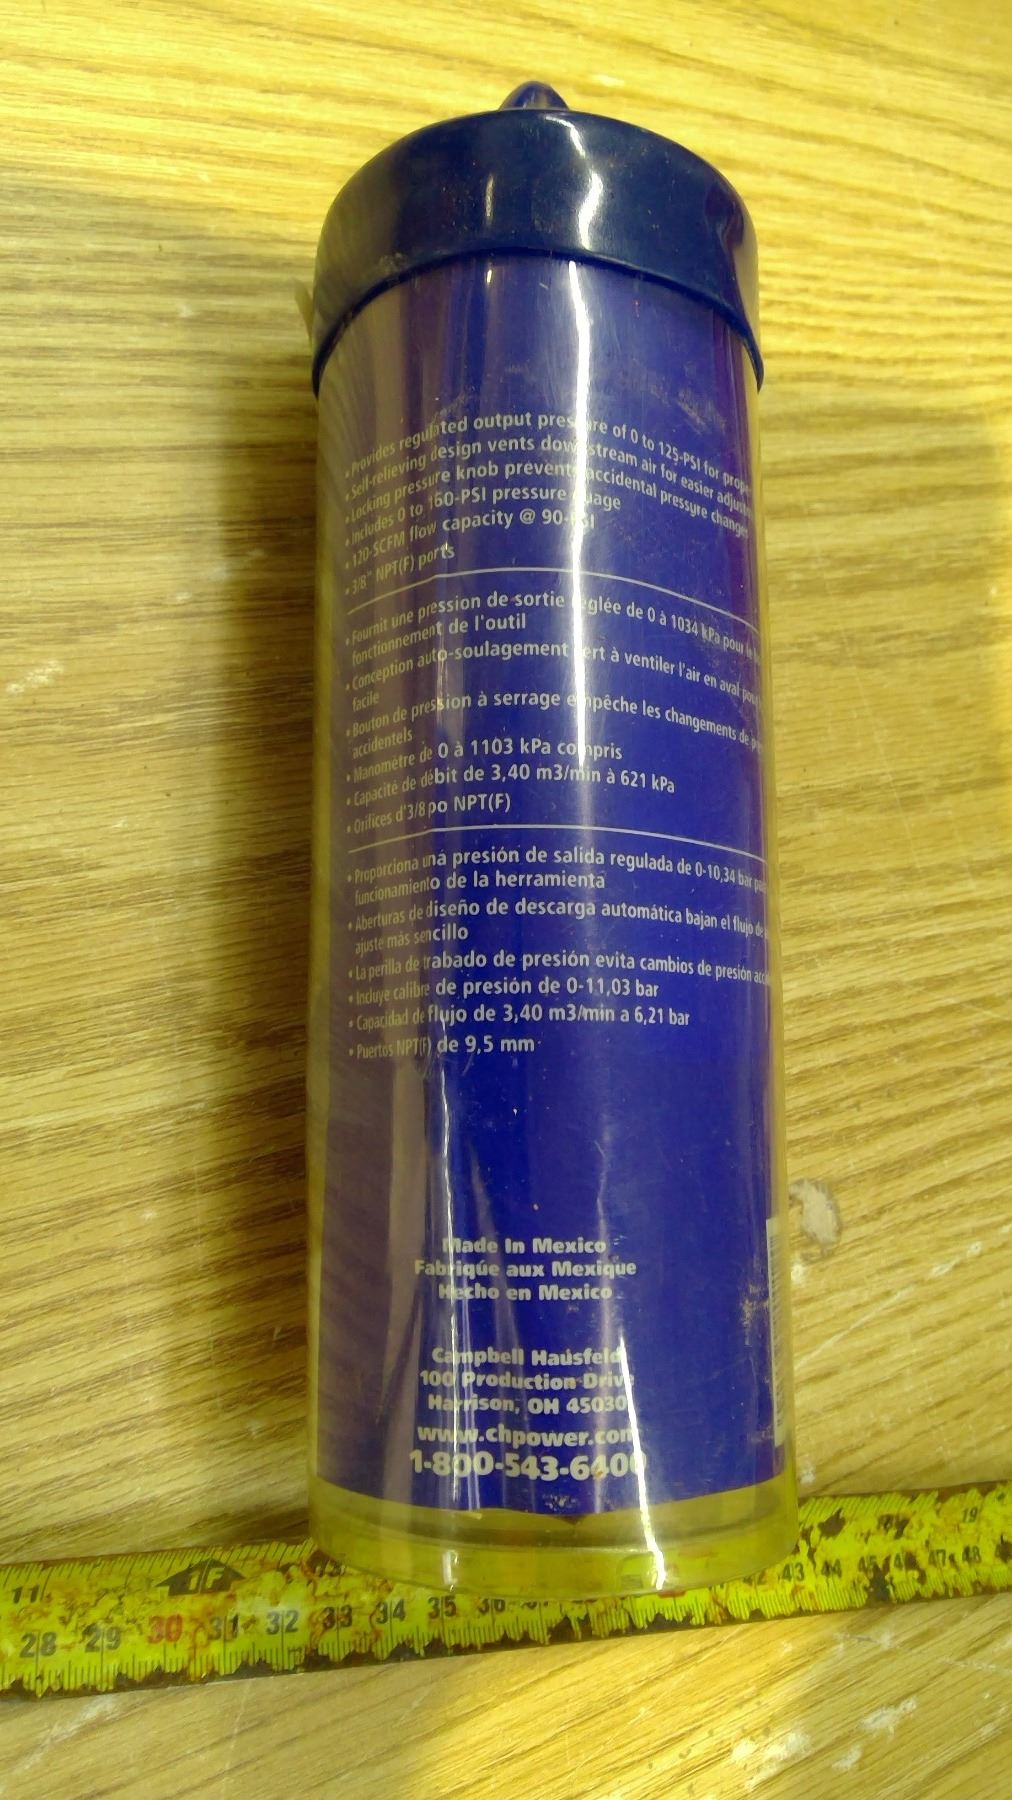 • Provides regulated output pressure of 0 to 125-PSI for prope
• Self-relieving design vents downstream air for easier adjust
• Locking pressure knob prevents accidental pressure changes
• Includes 0 to 160-PSI pressure guage
• 120-SCFM flow capacity @ 90-PSI
• 3/8" NPT(F) ports
• Fournit une pression de sortie réglée de 0 à 1034 kPa pour le
fonctionnement de l'outil
• Conception auto-soulagement sert à ventiler l'air en aval pour
facile
• Bouton de pression à serrage empêche les changements de
accidentels
• Manomètre de 0 à 1103 kPa compris
• Capacité de débit de 3,40 m3/min à 621 kPa
• Orifices d'3/8 po NPT(F)
• Proporciona una presión de salida regulada de 0-10,34 bar
funcionamiento de la herramienta
• Aberturas de diseño de descarga automática bajan el flujo de
ajuste más sencillo
• La perilla de trabado de presión evita cambios de presión
• Incluye calibre de presión de 0-11,03 bar
• Capacidad de flujo de 3,40 m3/min a 6,21 bar
• Puertos NPT(F) de 9,5 mm
Made In Mexico
Fabriqúe aux Mexique
Hecho en Mexico
Campbell Hausfeld
100 Production Drive
Harrison, OH 45030
www.chpower.com
1-800-543-6400
11 1F 42 43 44 45 46 47 48 19
28 29 30 31 32 33 34 35 36